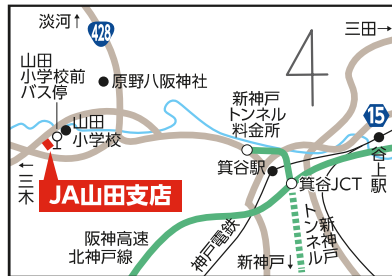 淡河↑
428
三田→
山田
小学校前
バス停
原野八阪神社
新神戸
トンネル
料金所
15
山田
小学校
箕谷駅
谷上駅
←三木
JA山田支店
箕谷JCT
阪神高速
北神戸線
神戸電鉄
新神戸↓
新神戸
トンネル